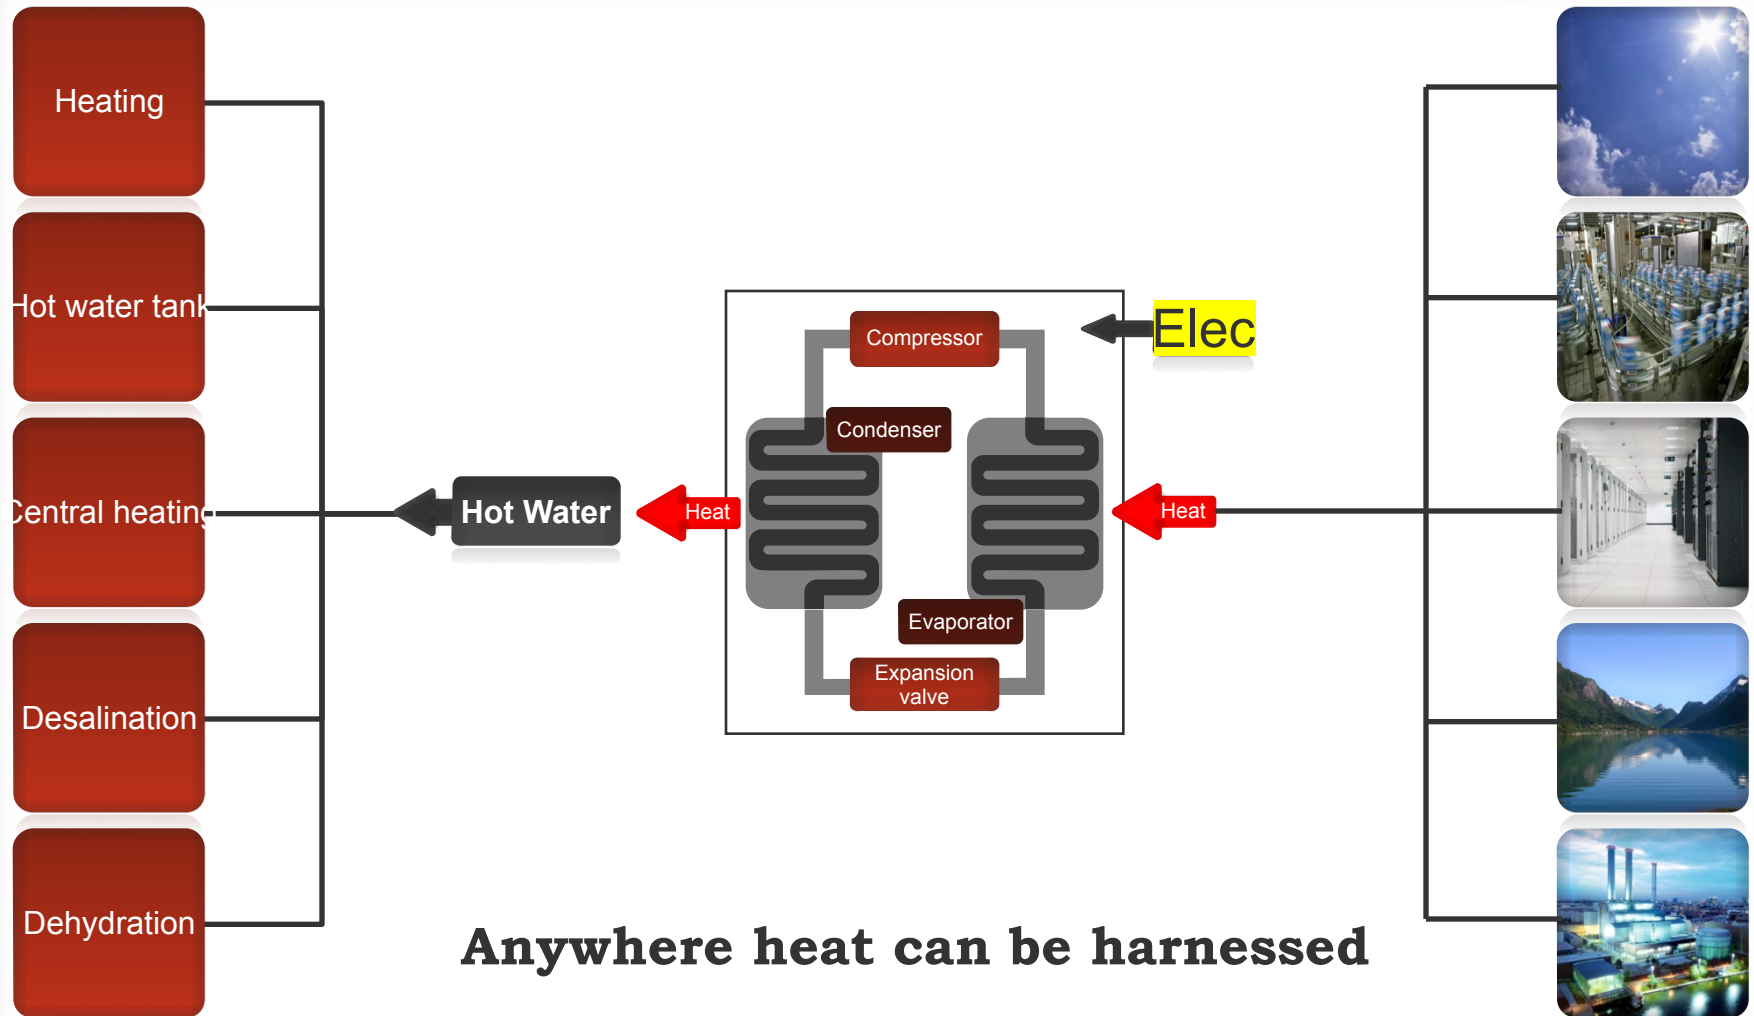 Heating
Hot water tank
Central heating
Desalination
Dehydration
Hot Water
Heat
Compressor
Condenser
Evaporator
Expansion
valve
Elec
Heat
Anywhere heat can be harnessed